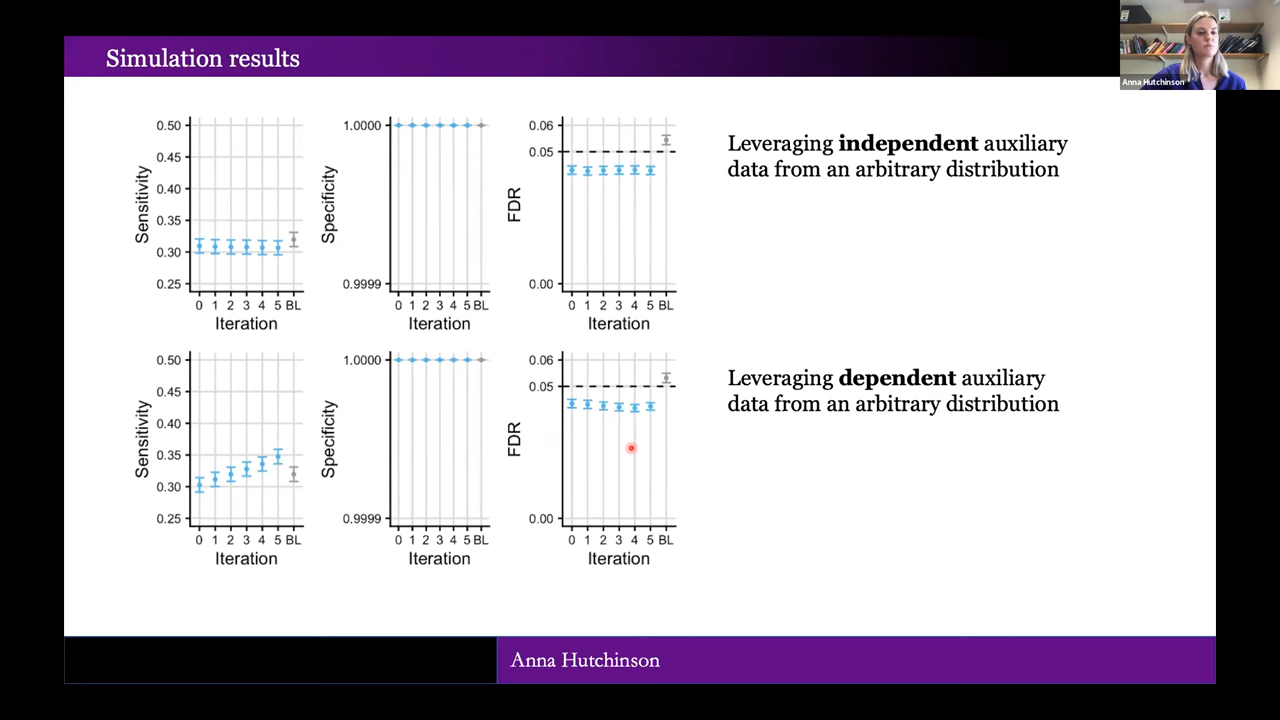 Simulation results
Anna Hutchinson
0.50
0.45
0.40
0.35
0.30
0.25
Sensitivity
0 1 2 3 4 5 BL
Iteration
1.0000
0.9999
Specificity
0 1 2 3 4 5 BL
Iteration
0.06
0.05
0.00
FDR
0 1 2 3 4 5 BL
Iteration
Leveraging independent auxiliary
data from an arbitrary distribution
0.50
0.45
0.40
0.35
0.30
0.25
Sensitivity
0 1 2 3 4 5 BL
Iteration
1.0000
0.9999
Specificity
0 1 2 3 4 5 BL
Iteration
0.06
0.05
0.00
FDR
0 1 2 3 4 5 BL
Iteration
Leveraging dependent auxiliary
data from an arbitrary distribution
Anna Hutchinson